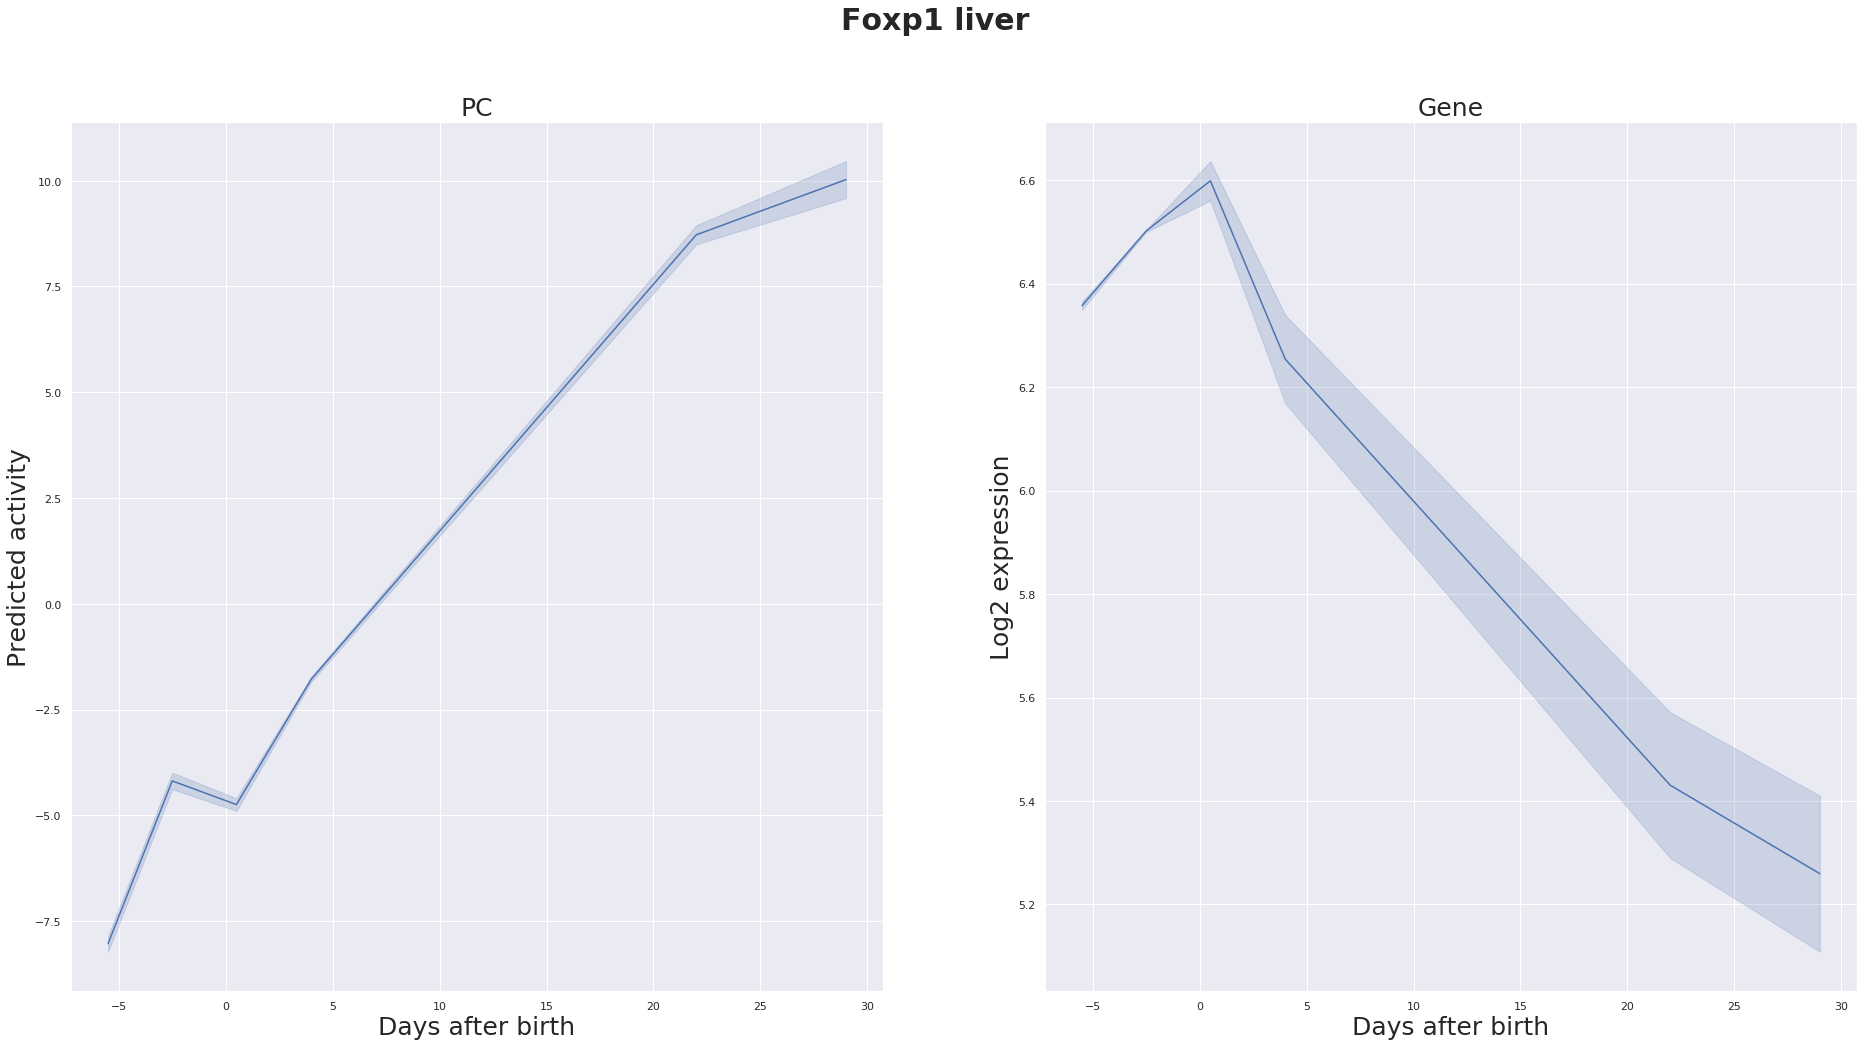 Foxp1 liver
PC
Predicted activity
10.0
7.5
5.0
2.5
0.0
−2.5
−5.0
−7.5
−5 0 5 10 15 20 25 30
Days after birth
Gene
Log2 expression
6.6
6.4
6.2
6.0
5.8
5.6
5.4
5.2
−5 0 5 10 15 20 25 30
Days after birth